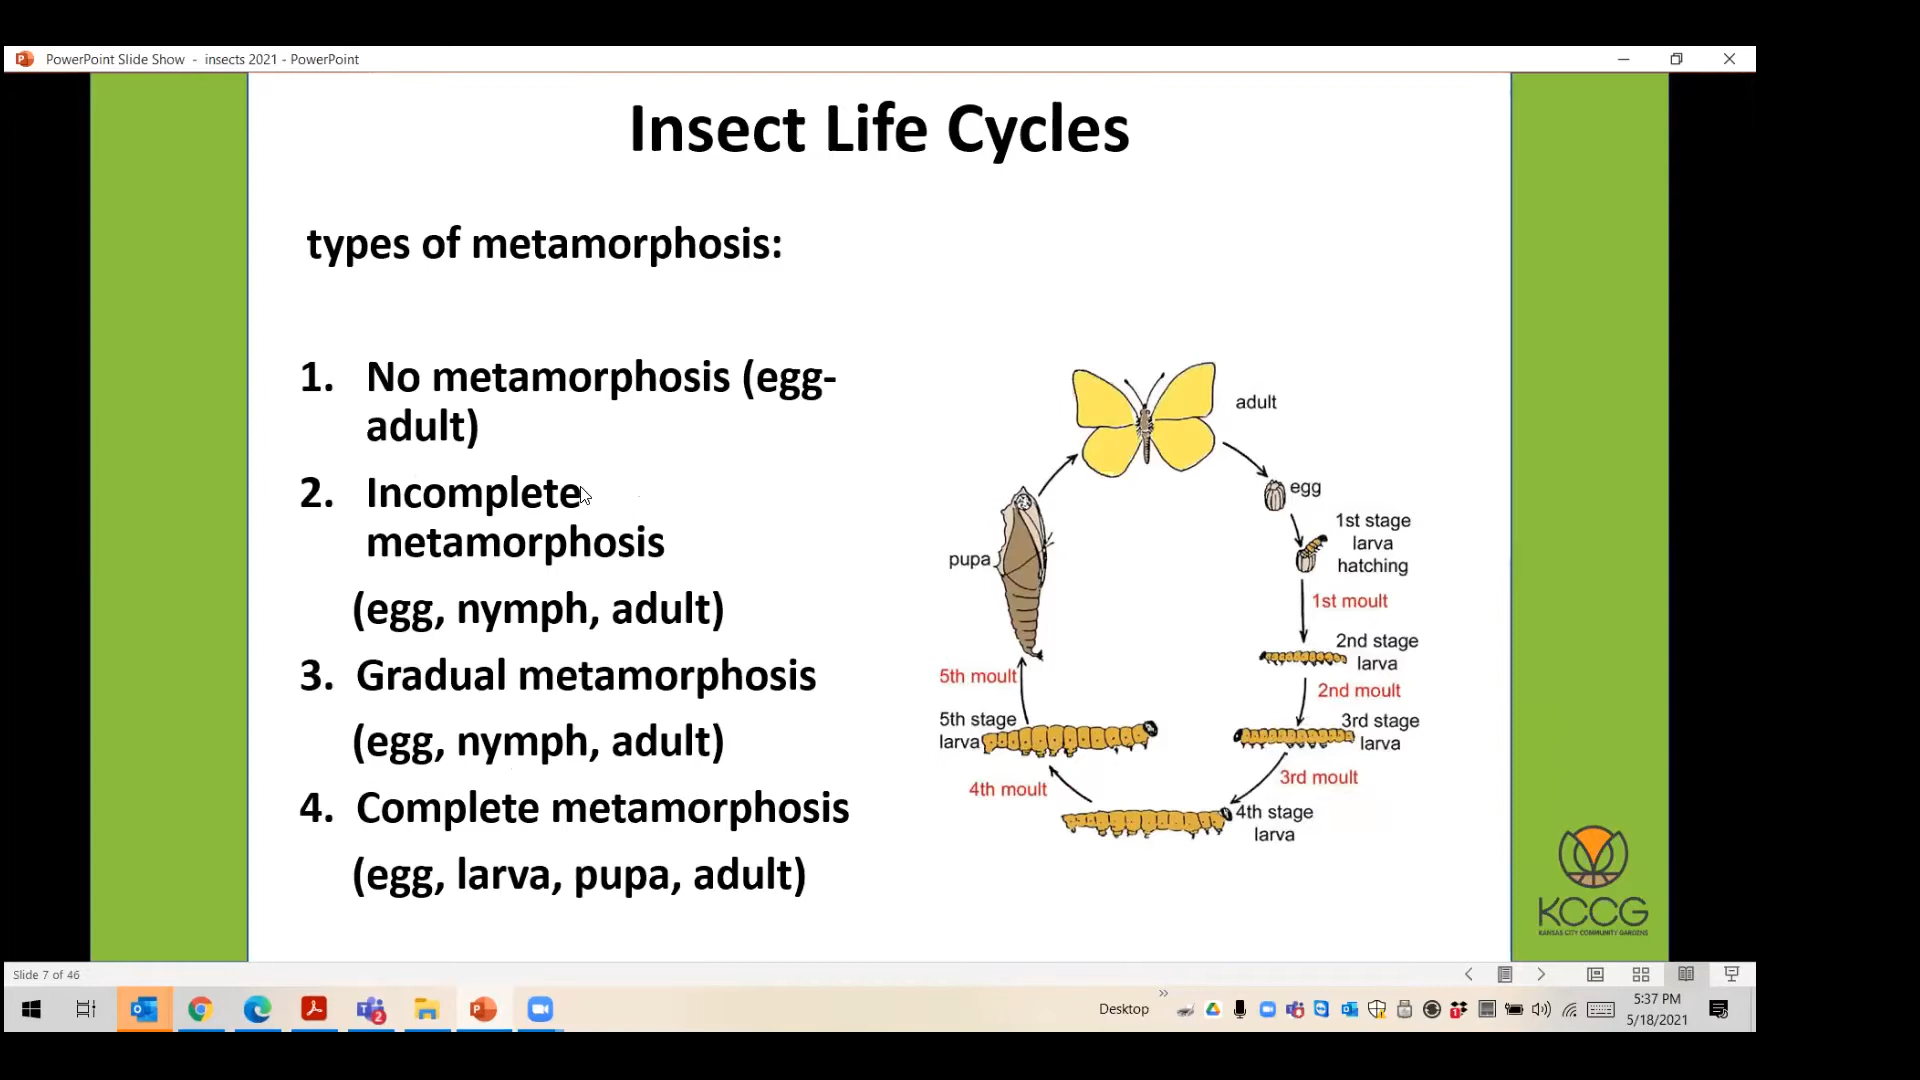 PowerPoint Slide Show - insects 2021 - PowerPoint
Insect Life Cycles
types of metamorphosis:
1. No metamorphosis (egg-
adult)
2. Incomplete
metamorphosis
(egg, nymph, adult)
3. Gradual metamorphosis
(egg, nymph, adult)
4. Complete metamorphosis
(egg, larva, pupa, adult)
adult
egg
1st stage
larva
hatching
1st moult
2nd stage
larva
2nd moult
3rd stage
larva
3rd moult
4th stage
larva
4th moult
5th stage
larva
5th moult
pupa
KCCG
KANSAS CITY COMMUNITY GARDENS
Slide 7 of 46
Desktop
5:37 PM
5/18/2021